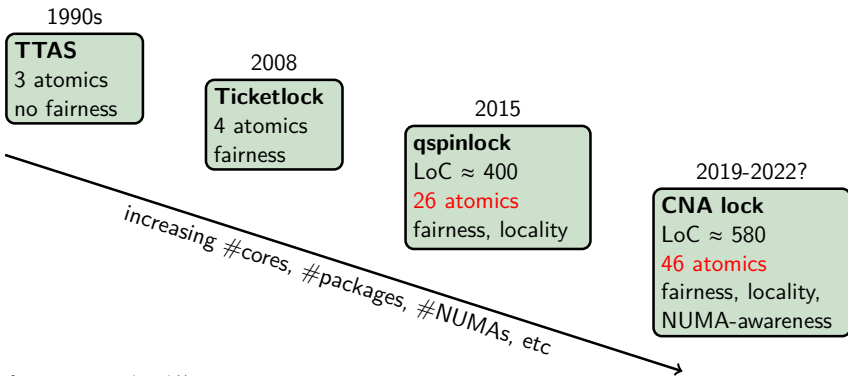 1990s
TTAS
3 atomics
no fairness
2008
Ticketlock
4 atomics
fairness
2015
qspinlock
LoC ≈ 400
26 atomics
fairness, locality
2019-2022?
CNA lock
LoC ≈ 580
46 atomics
fairness, locality,
NUMA-awareness
increasing #cores, #packages, #NUMAs, etc